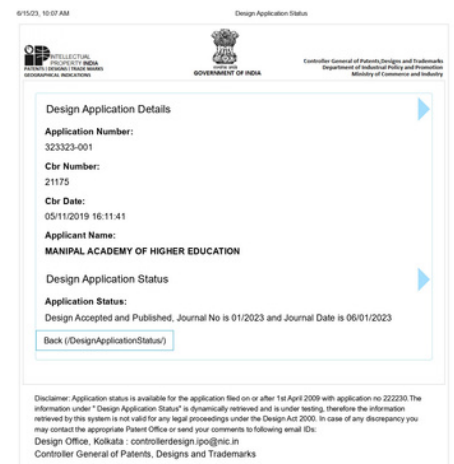 6/15/23, 10:07 AM
Design Application Status
INTELLECTUAL
PROPERTY INDIA
PATENTS | DESIGNS | TRADE MARKS
GEOGRAPHICAL INDICATIONS
GOVERNMENT OF INDIA
Controller General of Patents,Designs and Trademarks
Department of Industrial Policy and Promotion
Ministry of Commerce and Industry
Design Application Details
Application Number:
323323-001
Cbr Number:
21175
Cbr Date:
05/11/2019 16:11:41
Applicant Name:
MANIPAL ACADEMY OF HIGHER EDUCATION
Design Application Status
Application Status:
Design Accepted and Published, Journal No is 01/2023 and Journal Date is 06/01/2023
Back (/DesignApplicationStatus/)
Disclaimer: Application status is available for the application filed on or after 1st April 2009 with application no 222230.The
information under " Design Application Status" is dynamically retrieved and is under testing, therefore the information
retrieved by this system is not valid for any legal proceedings under the Design Act 2000. In case of any discrepancy you
may contact the appropriate Patent Office or send your comments to following email IDs:
Design Office, Kolkata : controllerdesign.ipo@nic.in
Controller General of Patents, Designs and Trademarks